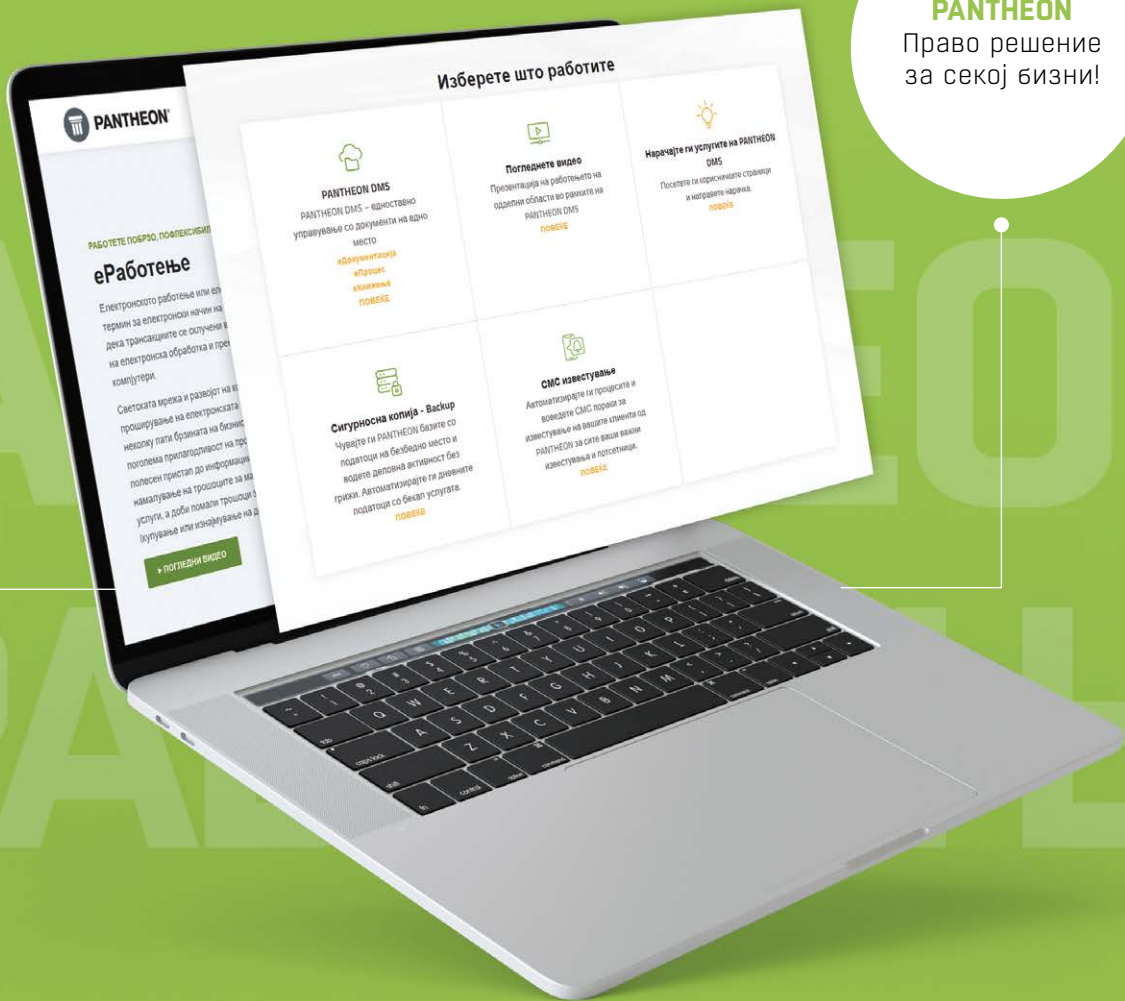 PANTHEON
Право решение
за секој бизни!
PANTHEON
РАБОТЕТЕ ПОБРЗО,
еРаботење
Електронското работење или
термин за електронски начин на
дека трансакциите се склучени
на електронска обработка и
компјутери.
Светската мрежа и развојот на
проширување на електронската
неколку пати брзината на
поголема прилагодливост на
полесен пристап до
намалување на трошоците за
услуги, а доби помали трошоци
(купување или изнајмување на
ПОГЛЕДНИ ВИДЕО
Изберете што работите
PANTHEON DMS
PANTHEON DMS – едноставно
управување со документи на едно
место
еДокументација
еПроцес
еКнижење
ПОВЕЌЕ
Погледнете видео
Презентација на работењето на
одделни области во рамките на
PANTHEON DMS
ПОВЕЌЕ
Нарачајте ги услугите на PANTHEON
DMS
Посетете ги корисничките страници
и направете нарачка.
ПОВЕЌЕ
Сигурносна копија - Backup
Чувајте ги PANTHEON базите со
податоци на безбедно место и
водете деловна активност без
грижи. Автоматизирајте ги дневните
податоци со бекап услугата.
ПОВЕЌЕ
СМС известување
Автоматизирајте ги процесите и
воведете СМС пораки за
известување на вашите клиенти од
PANTHEON за сите ваши важни
известувања и потсетници.
ПОВЕЌЕ
Q W E R T Y U I O P
caps lock A S D F G H J K L
Z X C V B N M
fn control option command